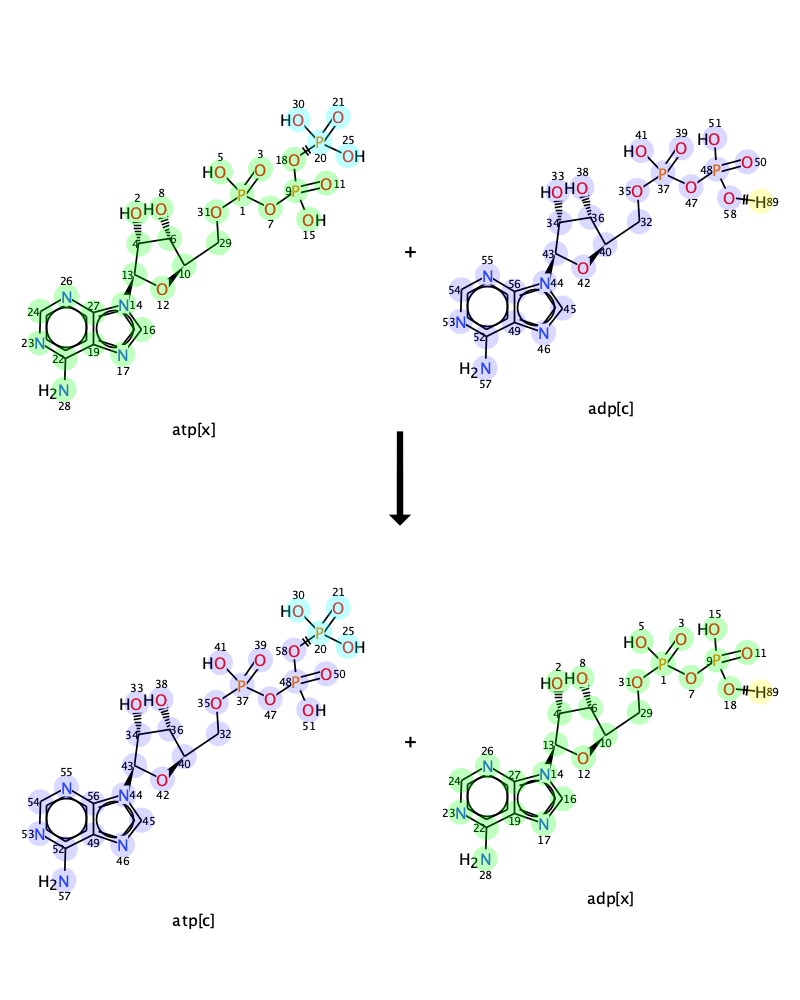 30 21
HO O
5 3 18 O P 20 25 OH
HO O 9 P O 11
2 8 P 1
HO HO 31 O O 7 OH 15
4 6 29
13 10
O 12
26 N 27 N 14
24 16
23 N 19 N 17
22
H₂N
28
atp[x]
+
51
41 39 HO
HO O 48 P O 50
33 38 P 37
HO HO 35 O O 47 O 58 H 89
34 36 32
43 40
O 42
55 N 56 N 44
54 45
53 N 49 N 46
52
H₂N
57
adp[c]
30 21
HO O
41 39 58 O P 20 25 OH
HO O 48 P O 50
33 38 P 37
HO HO 35 O O 47 OH 51
34 36 32
43 40
O 42
55 N 56 N 44
54 45
53 N 49 N 46
52
H₂N
57
atp[c]
+
15
5 3 HO
HO O 9 P O 11
2 8 P 1
HO HO 31 O O 7 O 18 H 89
4 6 29
13 10
O 12
26 N 27 N 14
24 16
23 N 19 N 17
22
H₂N
28
adp[x]